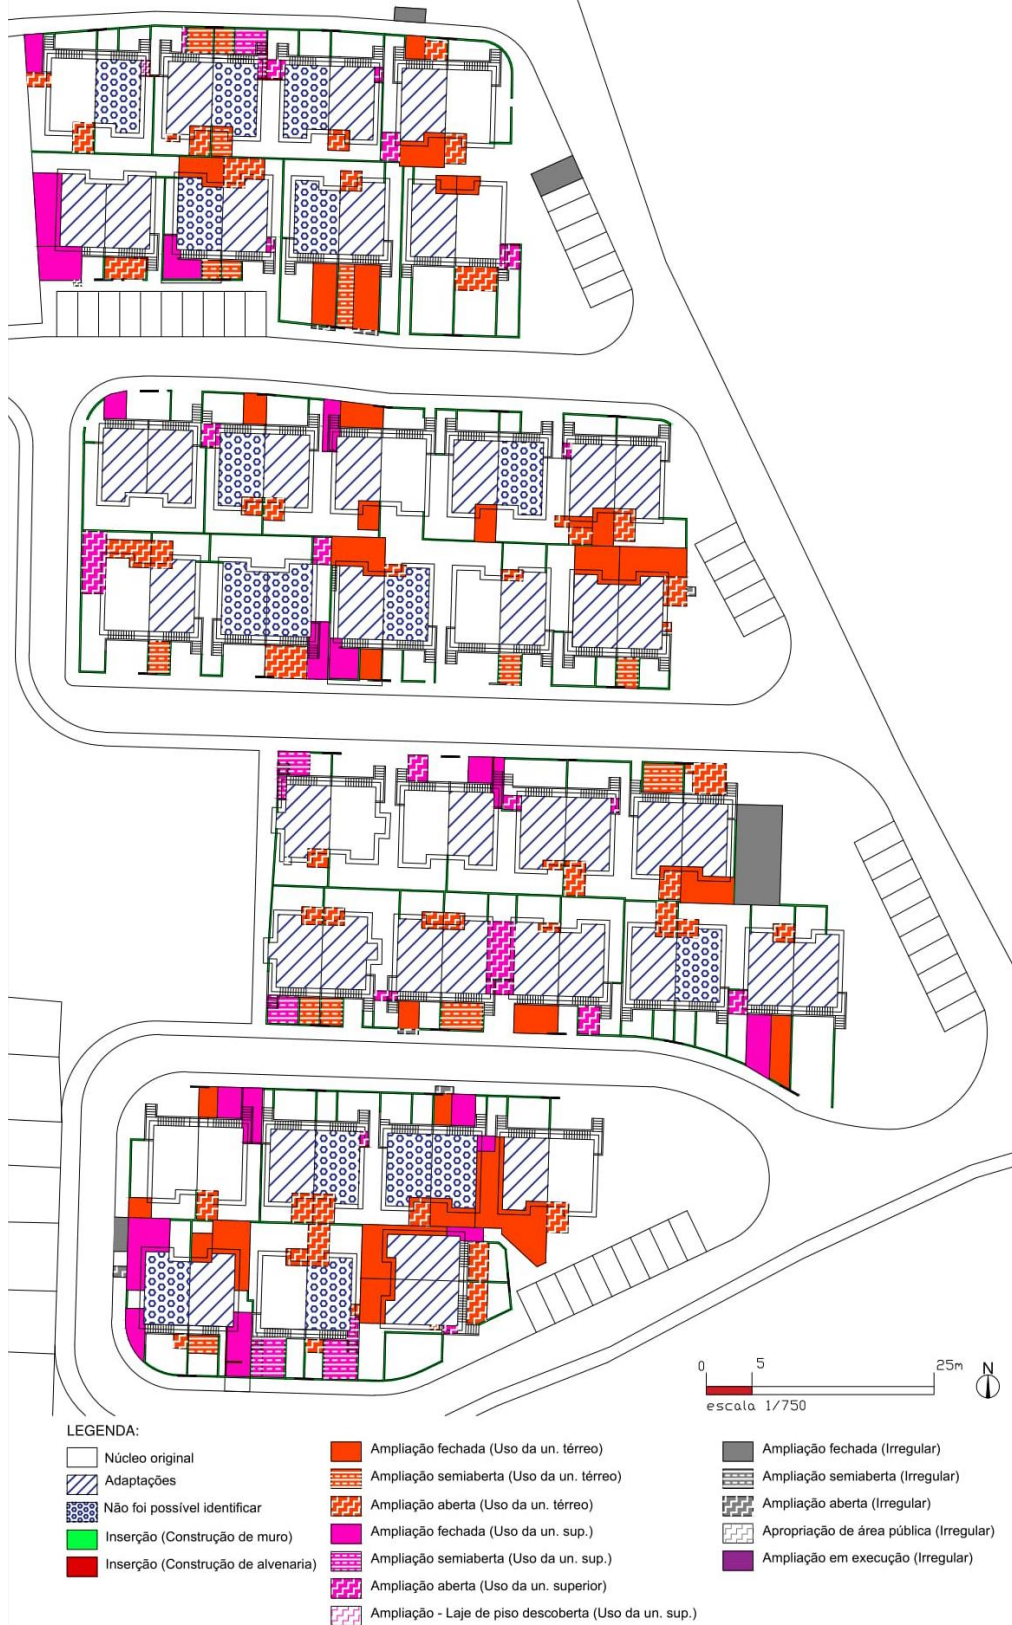 0 5 25m N
escala 1/750
LEGENDA:
Núcleo original
Adaptações
Não foi possível identificar
Inserção (Construção de muro)
Inserção (Construção de alvenaria)
Ampliação fechada (Uso da un. térreo)
Ampliação semiaberta (Uso da un. térreo)
Ampliação aberta (Uso da un. térreo)
Ampliação fechada (Uso da un. sup.)
Ampliação semiaberta (Uso da un. sup.)
Ampliação aberta (Uso da un. superior)
Ampliação - Laje de piso descoberta (Uso da un. sup.)
Ampliação fechada (Irregular)
Ampliação semiaberta (Irregular)
Ampliação aberta (Irregular)
Apropriação de área pública (Irregular)
Ampliação em execução (Irregular)